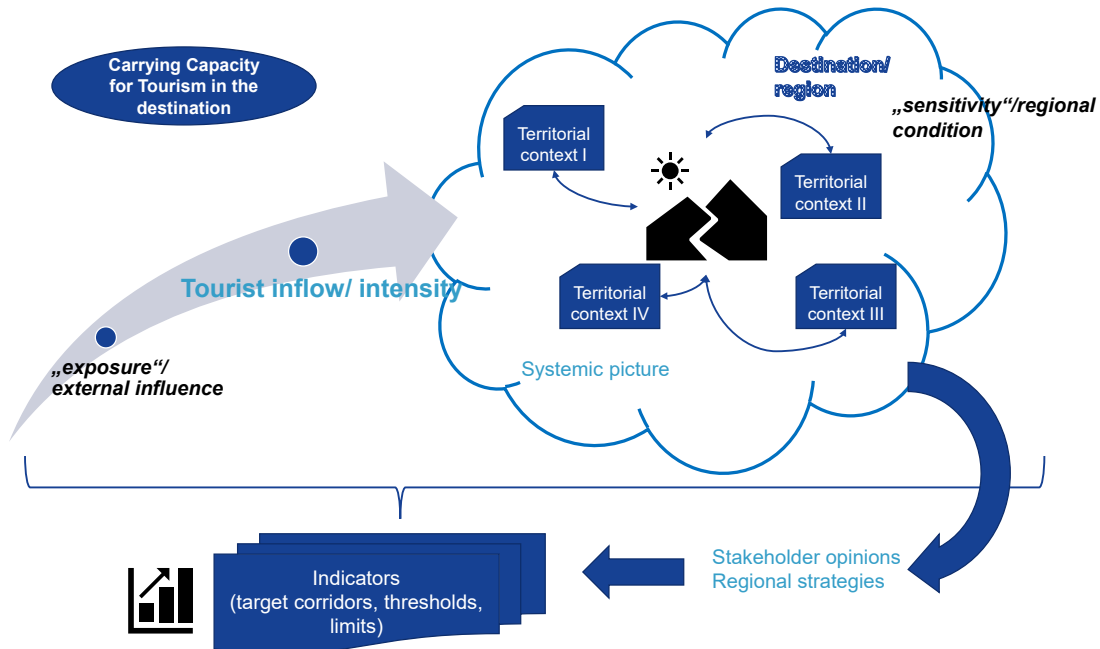 Carrying Capacity
for Tourism in the
destination
Destination/
region
„sensitivity“/regional
condition
Territorial
context I
Territorial
context II
Tourist inflow/ intensity
Territorial
context IV
Territorial
context III
„exposure“/
external influence
Systemic picture
Stakeholder opinions
Regional strategies
Indicators
(target corridors, thresholds,
limits)